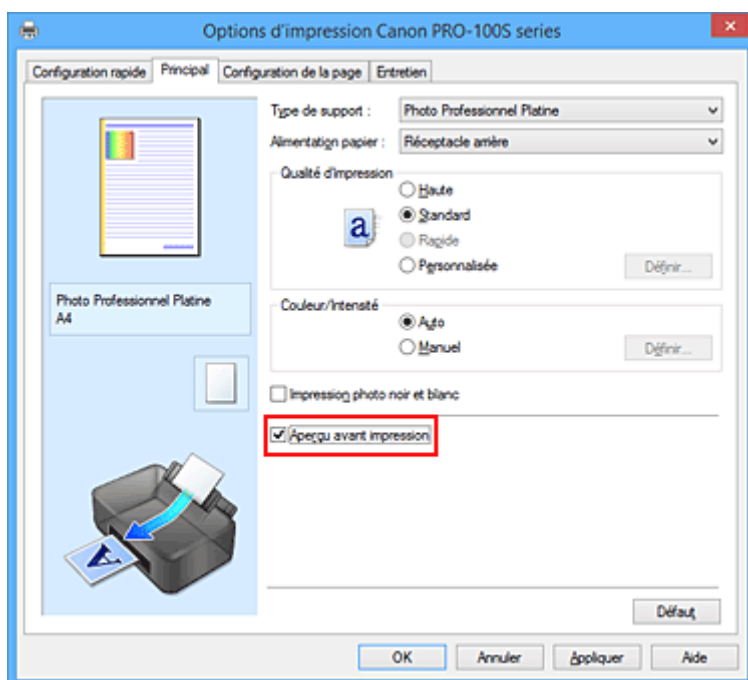 Options d'impression Canon PRO-100S series
Configuration rapide Principal Configuration de la page Entretien
Type de support : Photo Professionnel Platine
Alimentation papier : Réceptacle arrière
Qualité d'impression
Haute
Standard
Rapide
Personnalisée Définir...
Photo Professionnel Platine
A4
Couleur/Intensité
Auto
Manuel Définir...
Impression photo noir et blanc
Aperçu avant impression
Défaut
OK Annuler Appliquer Aide